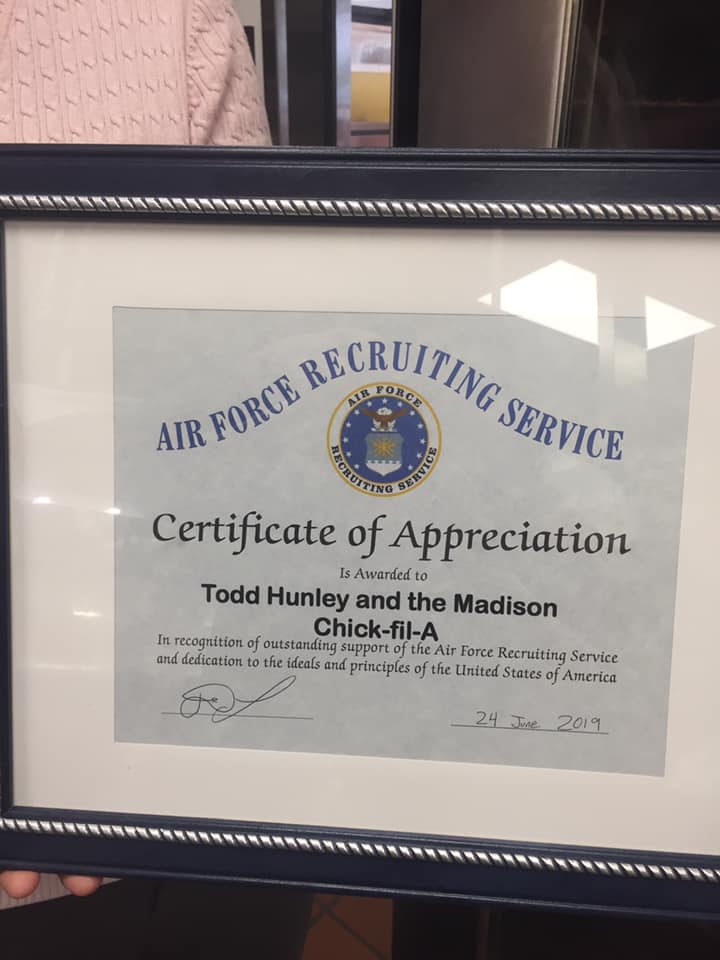 AIR FORCE RECRUITING SERVICE
AIR FORCE
RECRUITING SERVICE
Certificate of Appreciation
Is Awarded to
Todd Hunley and the Madison
Chick-fil-A
In recognition of outstanding support of the Air Force Recruiting Service
and dedication to the ideals and principles of the United States of America
24 June 2019